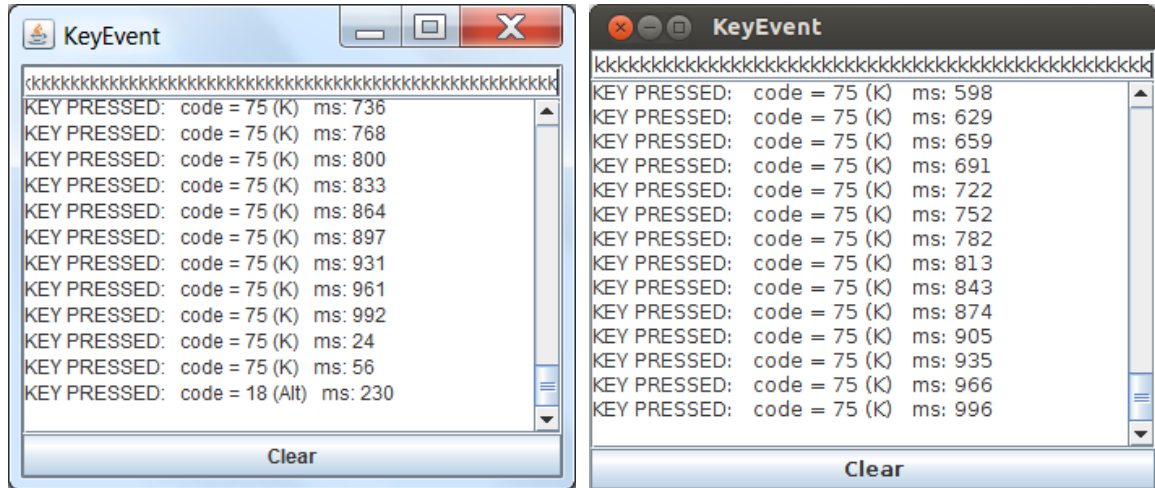 KeyEvent
KEY PRESSED: code = 75 (K) ms: 736
KEY PRESSED: code = 75 (K) ms: 768
KEY PRESSED: code = 75 (K) ms: 800
KEY PRESSED: code = 75 (K) ms: 833
KEY PRESSED: code = 75 (K) ms: 864
KEY PRESSED: code = 75 (K) ms: 897
KEY PRESSED: code = 75 (K) ms: 931
KEY PRESSED: code = 75 (K) ms: 961
KEY PRESSED: code = 75 (K) ms: 992
KEY PRESSED: code = 75 (K) ms: 24
KEY PRESSED: code = 75 (K) ms: 56
KEY PRESSED: code = 18 (Alt) ms: 230
Clear
KeyEvent
KEY PRESSED: code = 75 (K) ms: 598
KEY PRESSED: code = 75 (K) ms: 629
KEY PRESSED: code = 75 (K) ms: 659
KEY PRESSED: code = 75 (K) ms: 691
KEY PRESSED: code = 75 (K) ms: 722
KEY PRESSED: code = 75 (K) ms: 752
KEY PRESSED: code = 75 (K) ms: 782
KEY PRESSED: code = 75 (K) ms: 813
KEY PRESSED: code = 75 (K) ms: 843
KEY PRESSED: code = 75 (K) ms: 874
KEY PRESSED: code = 75 (K) ms: 905
KEY PRESSED: code = 75 (K) ms: 935
KEY PRESSED: code = 75 (K) ms: 966
KEY PRESSED: code = 75 (K) ms: 996
Clear